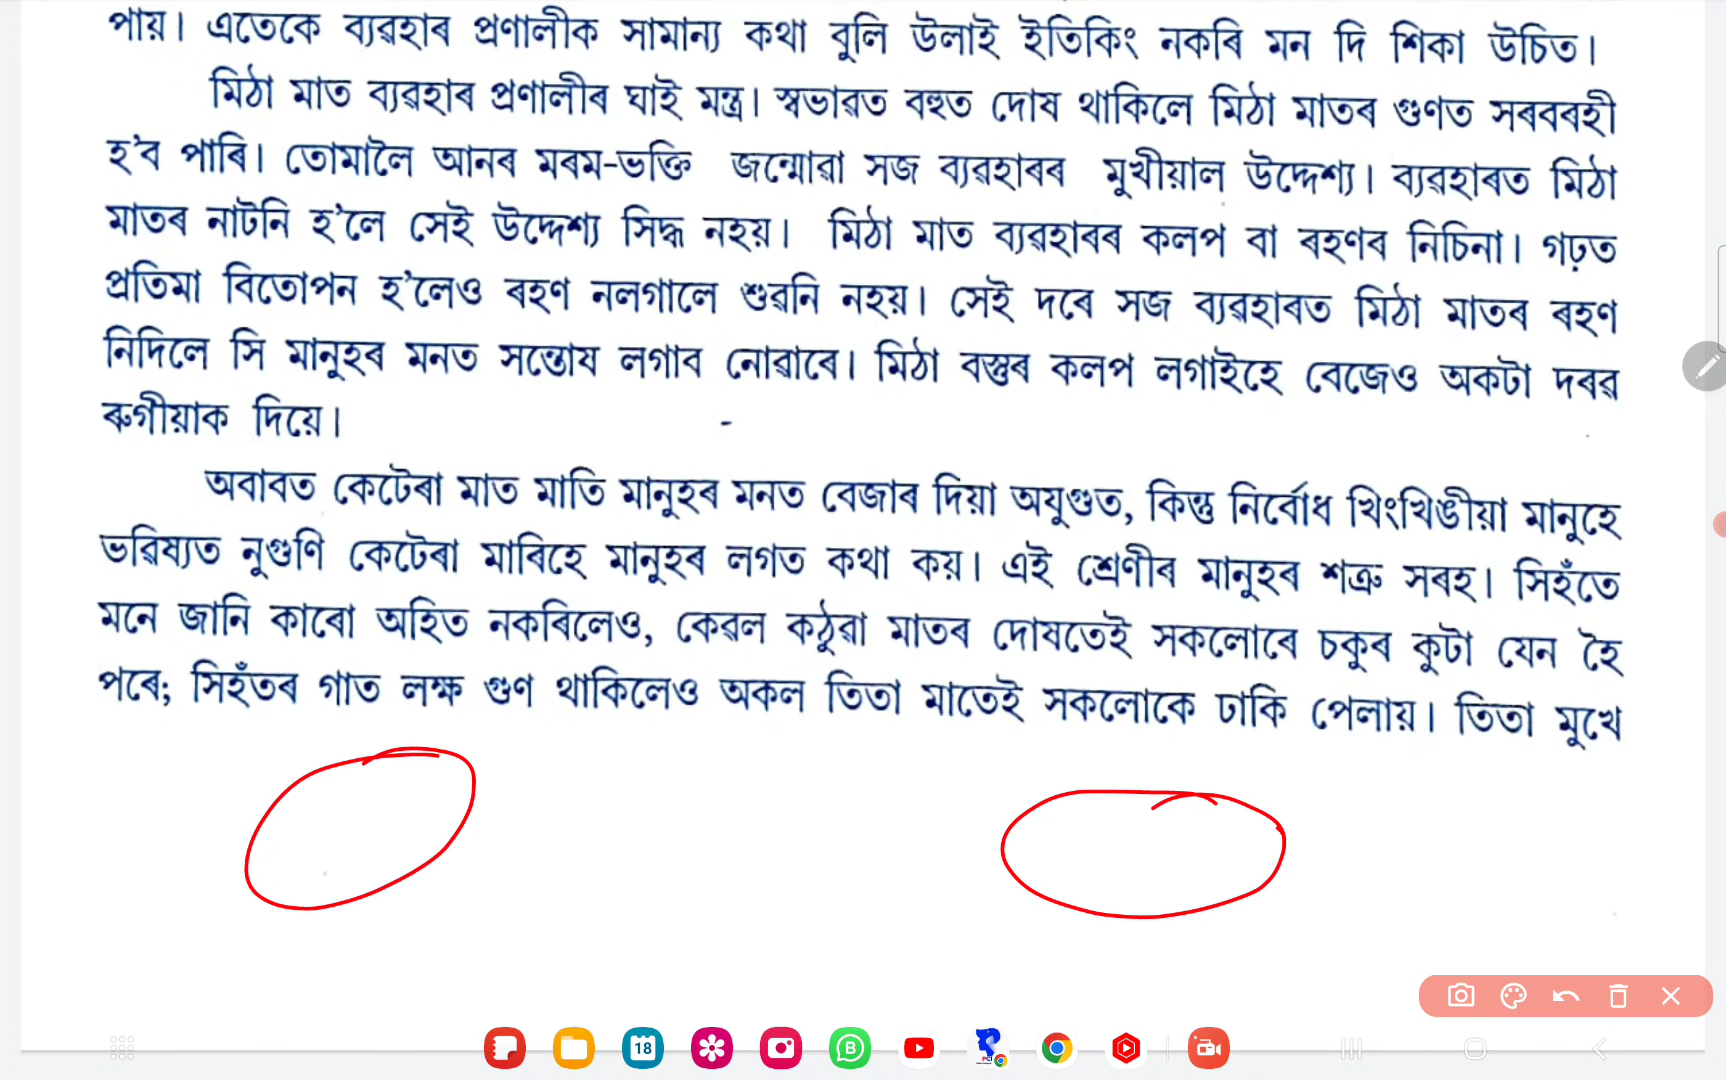 পায়। এতেকে ব্যৱহাৰ প্ৰণালীক সামান্য কথা বুলি উলাই ইতিকিং নকৰি মন দি শিকা উচিত।
মিঠা মাত ব্যৱহাৰ প্ৰণালীৰ ঘাই মন্ত্ৰ। স্বভাৱত বহুত দোষ থাকিলে মিঠা মাতৰ গুণত সৰবৰহী
হ’ব পাৰি। তোমালৈ আনৰ মৰম-ভক্তি জন্মোৱা সজ ব্যৱহাৰৰ মুখীয়াল উদ্দেশ্য। ব্যৱহাৰত মিঠা
মাতৰ নাটনি হ’লে সেই উদ্দেশ্য সিদ্ধ নহয়। মিঠা মাত ব্যৱহাৰৰ কলপ বা ৰহণৰ নিচিনা। গঢ়ত
প্ৰতিমা বিতোপন হ’লেও ৰহণ নলগালে শুৱনি নহয়। সেই দৰে সজ ব্যৱহাৰত মিঠা মাতৰ ৰহণ
নিদিলে সি মানুহৰ মনত সন্তোষ লগাব নোৱাৰে। মিঠা বস্তুৰ কলপ লগাইহে বেজেও অকটা দৰৱ
ৰুগীয়াক দিয়ে।
অবাবত কেটেৰা মাত মাতি মানুহৰ মনত বেজাৰ দিয়া অযুগুত, কিন্তু নিৰ্বোধ খিংখিঙীয়া মানুহে
ভৱিষ্যত নুগুণি কেটেৰা মাৰিহে মানুহৰ লগত কথা কয়। এই শ্ৰেণীৰ মানুহৰ শত্ৰু সৰহ। সিহঁতে
মনে জানি কাৰো অহিত নকৰিলেও, কেৱল কঠুৱা মাতৰ দোষতেই সকলোৰে চকুৰ কুটা যেন হৈ
পৰে; সিহঁতৰ গাত লক্ষ গুণ থাকিলেও অকল তিতা মাতেই সকলোকে ঢাকি পেলায়। তিতা মুখে
18
B
PCI